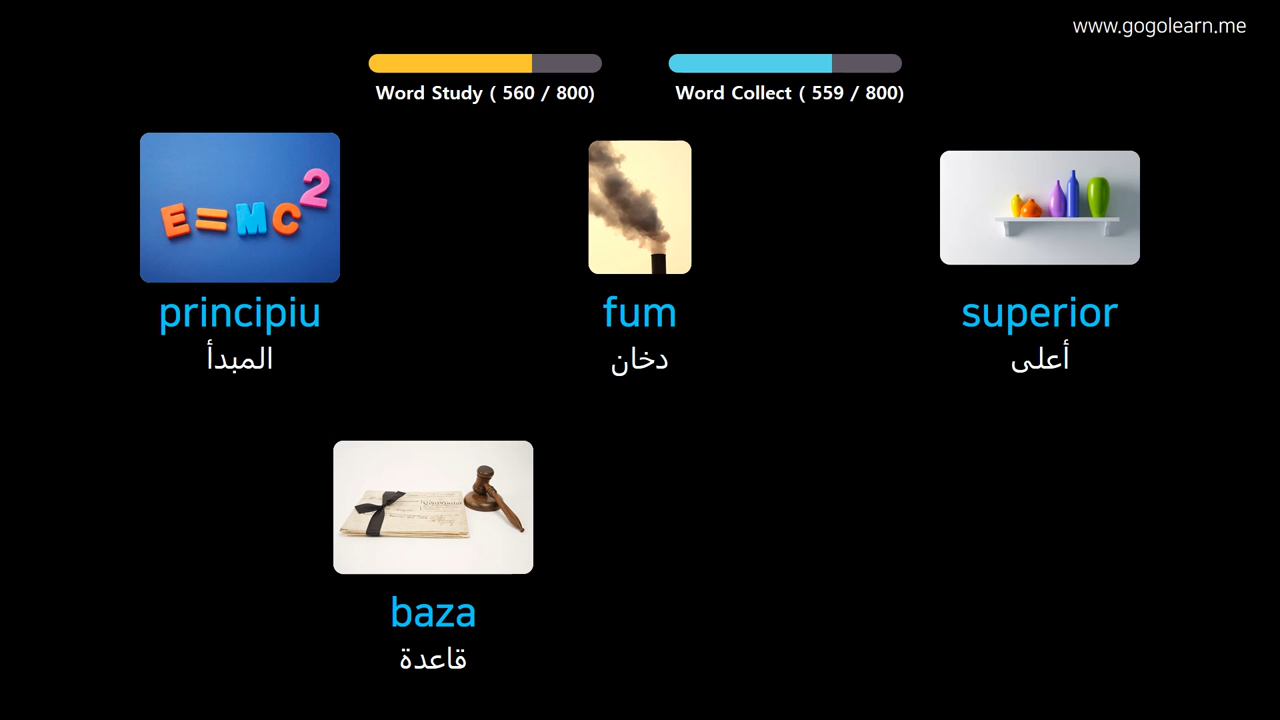 www.gogolearn.me
Word Study ( 560 / 800)
Word Collect ( 559 / 800)
E=MC2
principiu
fum
superior
المبدأ
دخان
أعلى
baza
قاعدة